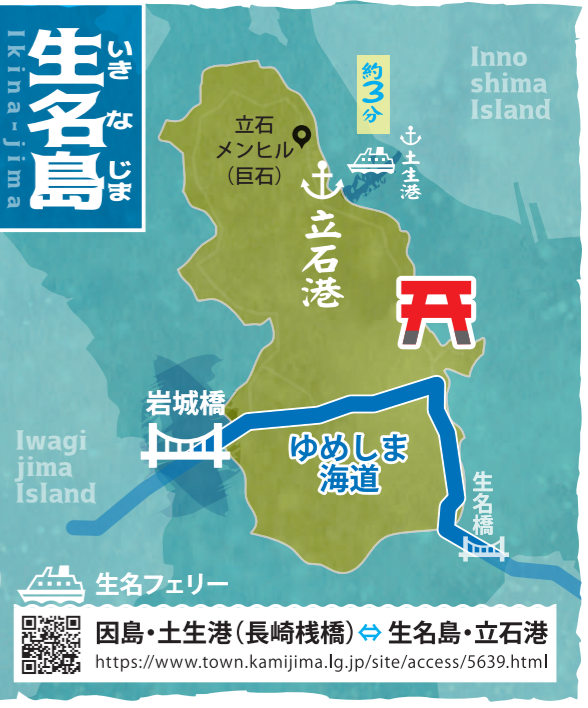 生名島
いきなじま
Ikina-jima
Inno
shima
Island
約3分
土生港
立石
メンヒル
（巨石）
立石港
岩城橋
Iwagi
jima
Island
ゆめしま
海道
生名橋
生名フェリー
因島・土生港（長崎桟橋）⇔ 生名島・立石港
https://www.town.kamijima.lg.jp/site/access/5639.html